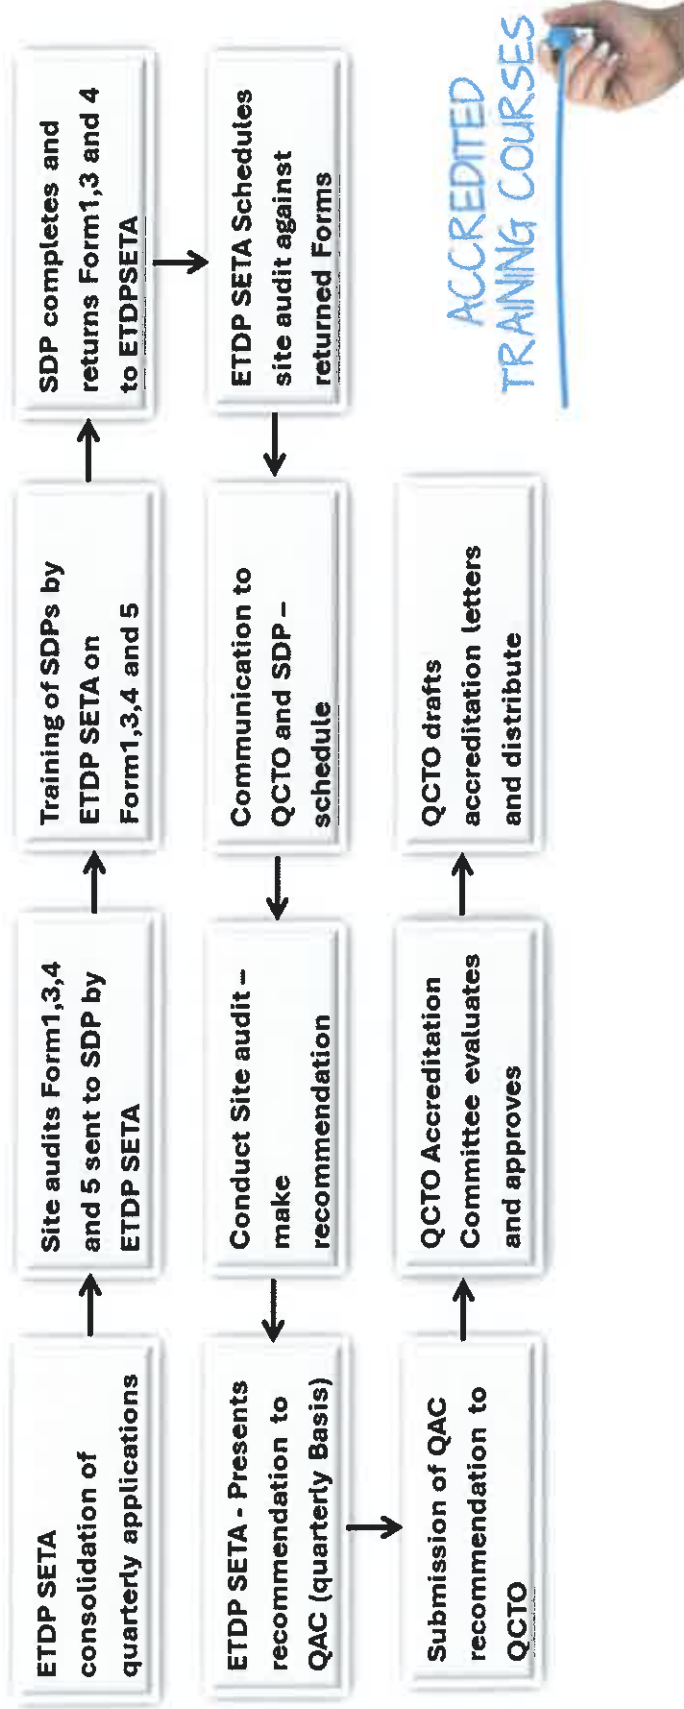 ETDP SETA
consolidation of
quarterly applications
Site audits Form1,3,4
and 5 sent to SDP by
ETDP SETA
Training of SDPs by
ETDP SETA on
Form1,3,4 and 5
SDP completes and
returns Form1,3 and 4
to ETDPSETA
ETDP SETA Schedules
site audit against
returned Forms
Communication to
QCTO and SDP –
schedule
Conduct Site audit –
make
recommendation
ETDP SETA - Presents
recommendation to
QAC (quarterly Basis)
Submission of QAC
recommendation to
QCTO
QCTO Accreditation
Committee evaluates
and approves
QCTO drafts
accreditation letters
and distribute
ACCREDITED
TRAINING COURSES